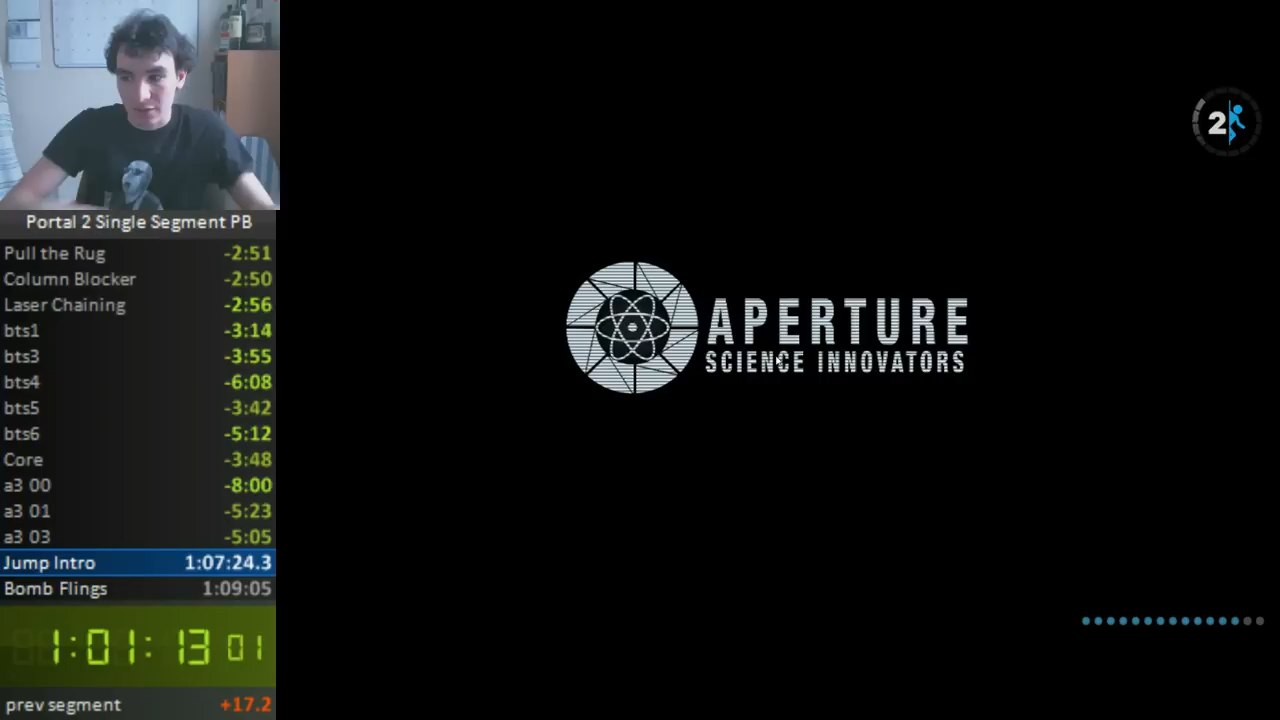 Portal 2 Single Segment PB
Pull the Rug -2:51
Column Blocker -2:50
Laser Chaining -2:56
bts1 -3:14
bts3 -3:55
bts4 -6:08
bts5 -3:42
bts6 -5:12
Core -3:48
a3 00 -8:00
a3 01 -5:23
a3 03 -5:05
Jump Intro 1:07:24.3
Bomb Flings 1:09:05
1:01:13 01
prev segment +17.2
2
APERTURE
SCIENCE INNOVATORS